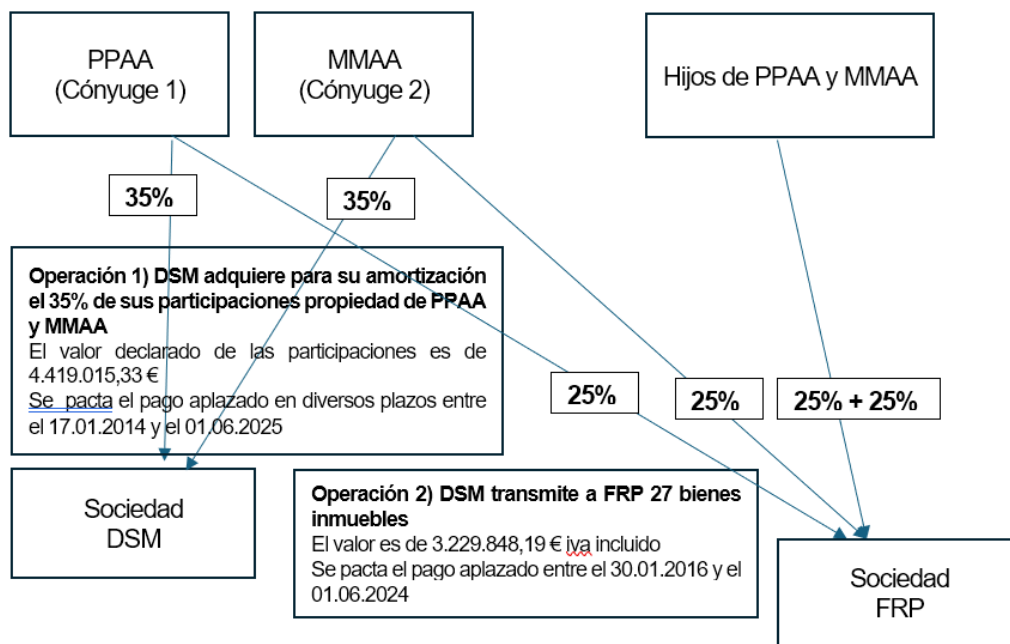 PPAA
(Cónyuge 1)
MMAA
(Cónyuge 2)
Hijos de PPAA y MMAA
35%
35%
Operación 1) DSM adquiere para su amortización
el 35% de sus participaciones propiedad de PPAA
y MMAA
El valor declarado de las participaciones es de
4.419.015,33 €
Se pacta el pago aplazado en diversos plazos entre
el 17.01.2014 y el 01.06.2025
25%
25%
25% + 25%
Sociedad
DSM
Operación 2) DSM transmite a FRP 27 bienes
inmuebles
El valor es de 3.229.848,19 € iva incluido
Se pacta el pago aplazado entre el 30.01.2016 y el
01.06.2024
Sociedad
FRP